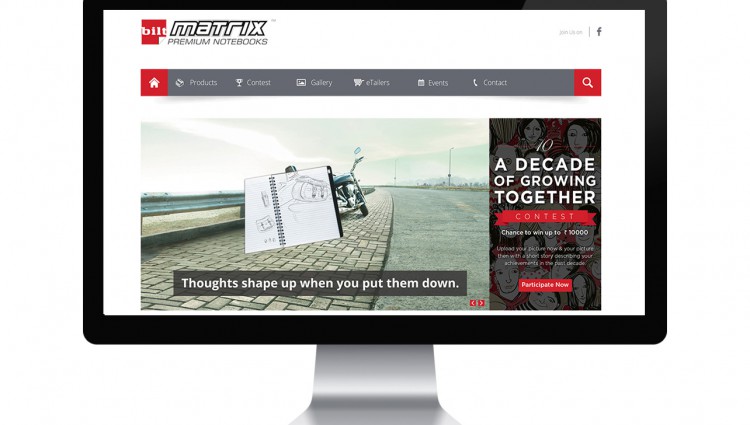 bilt MATRIX™
PREMIUM NOTEBOOKS
Join us on
Products Contest Gallery eTailers Events Contact
Thoughts shape up when you put them down.
10
A DECADE
OF GROWING
TOGETHER
CONTEST
Chance to win up to ₹ 10000
Upload your picture now & your picture
then with a short story describing your
achievements in the past decade.
Participate Now